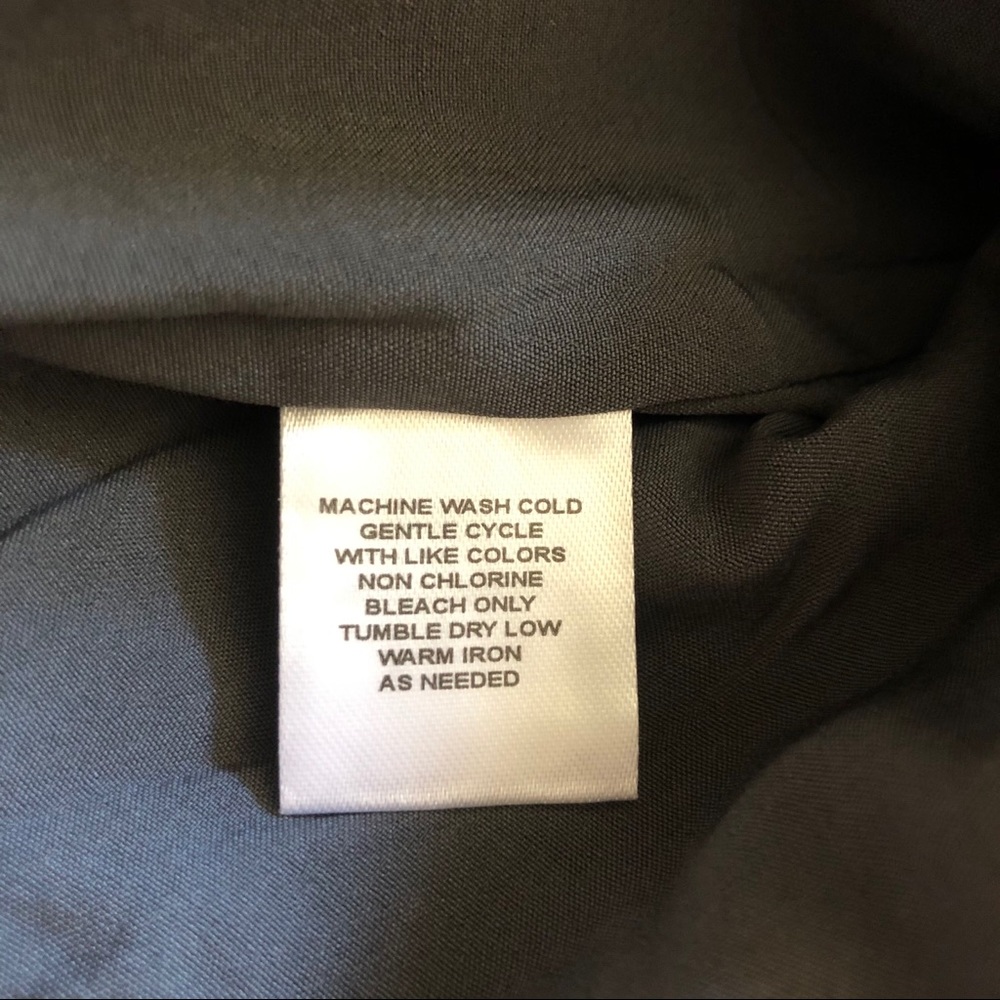 MACHINE WASH COLD
GENTLE CYCLE
WITH LIKE COLORS
NON CHLORINE
BLEACH ONLY
TUMBLE DRY LOW
WARM IRON
AS NEEDED